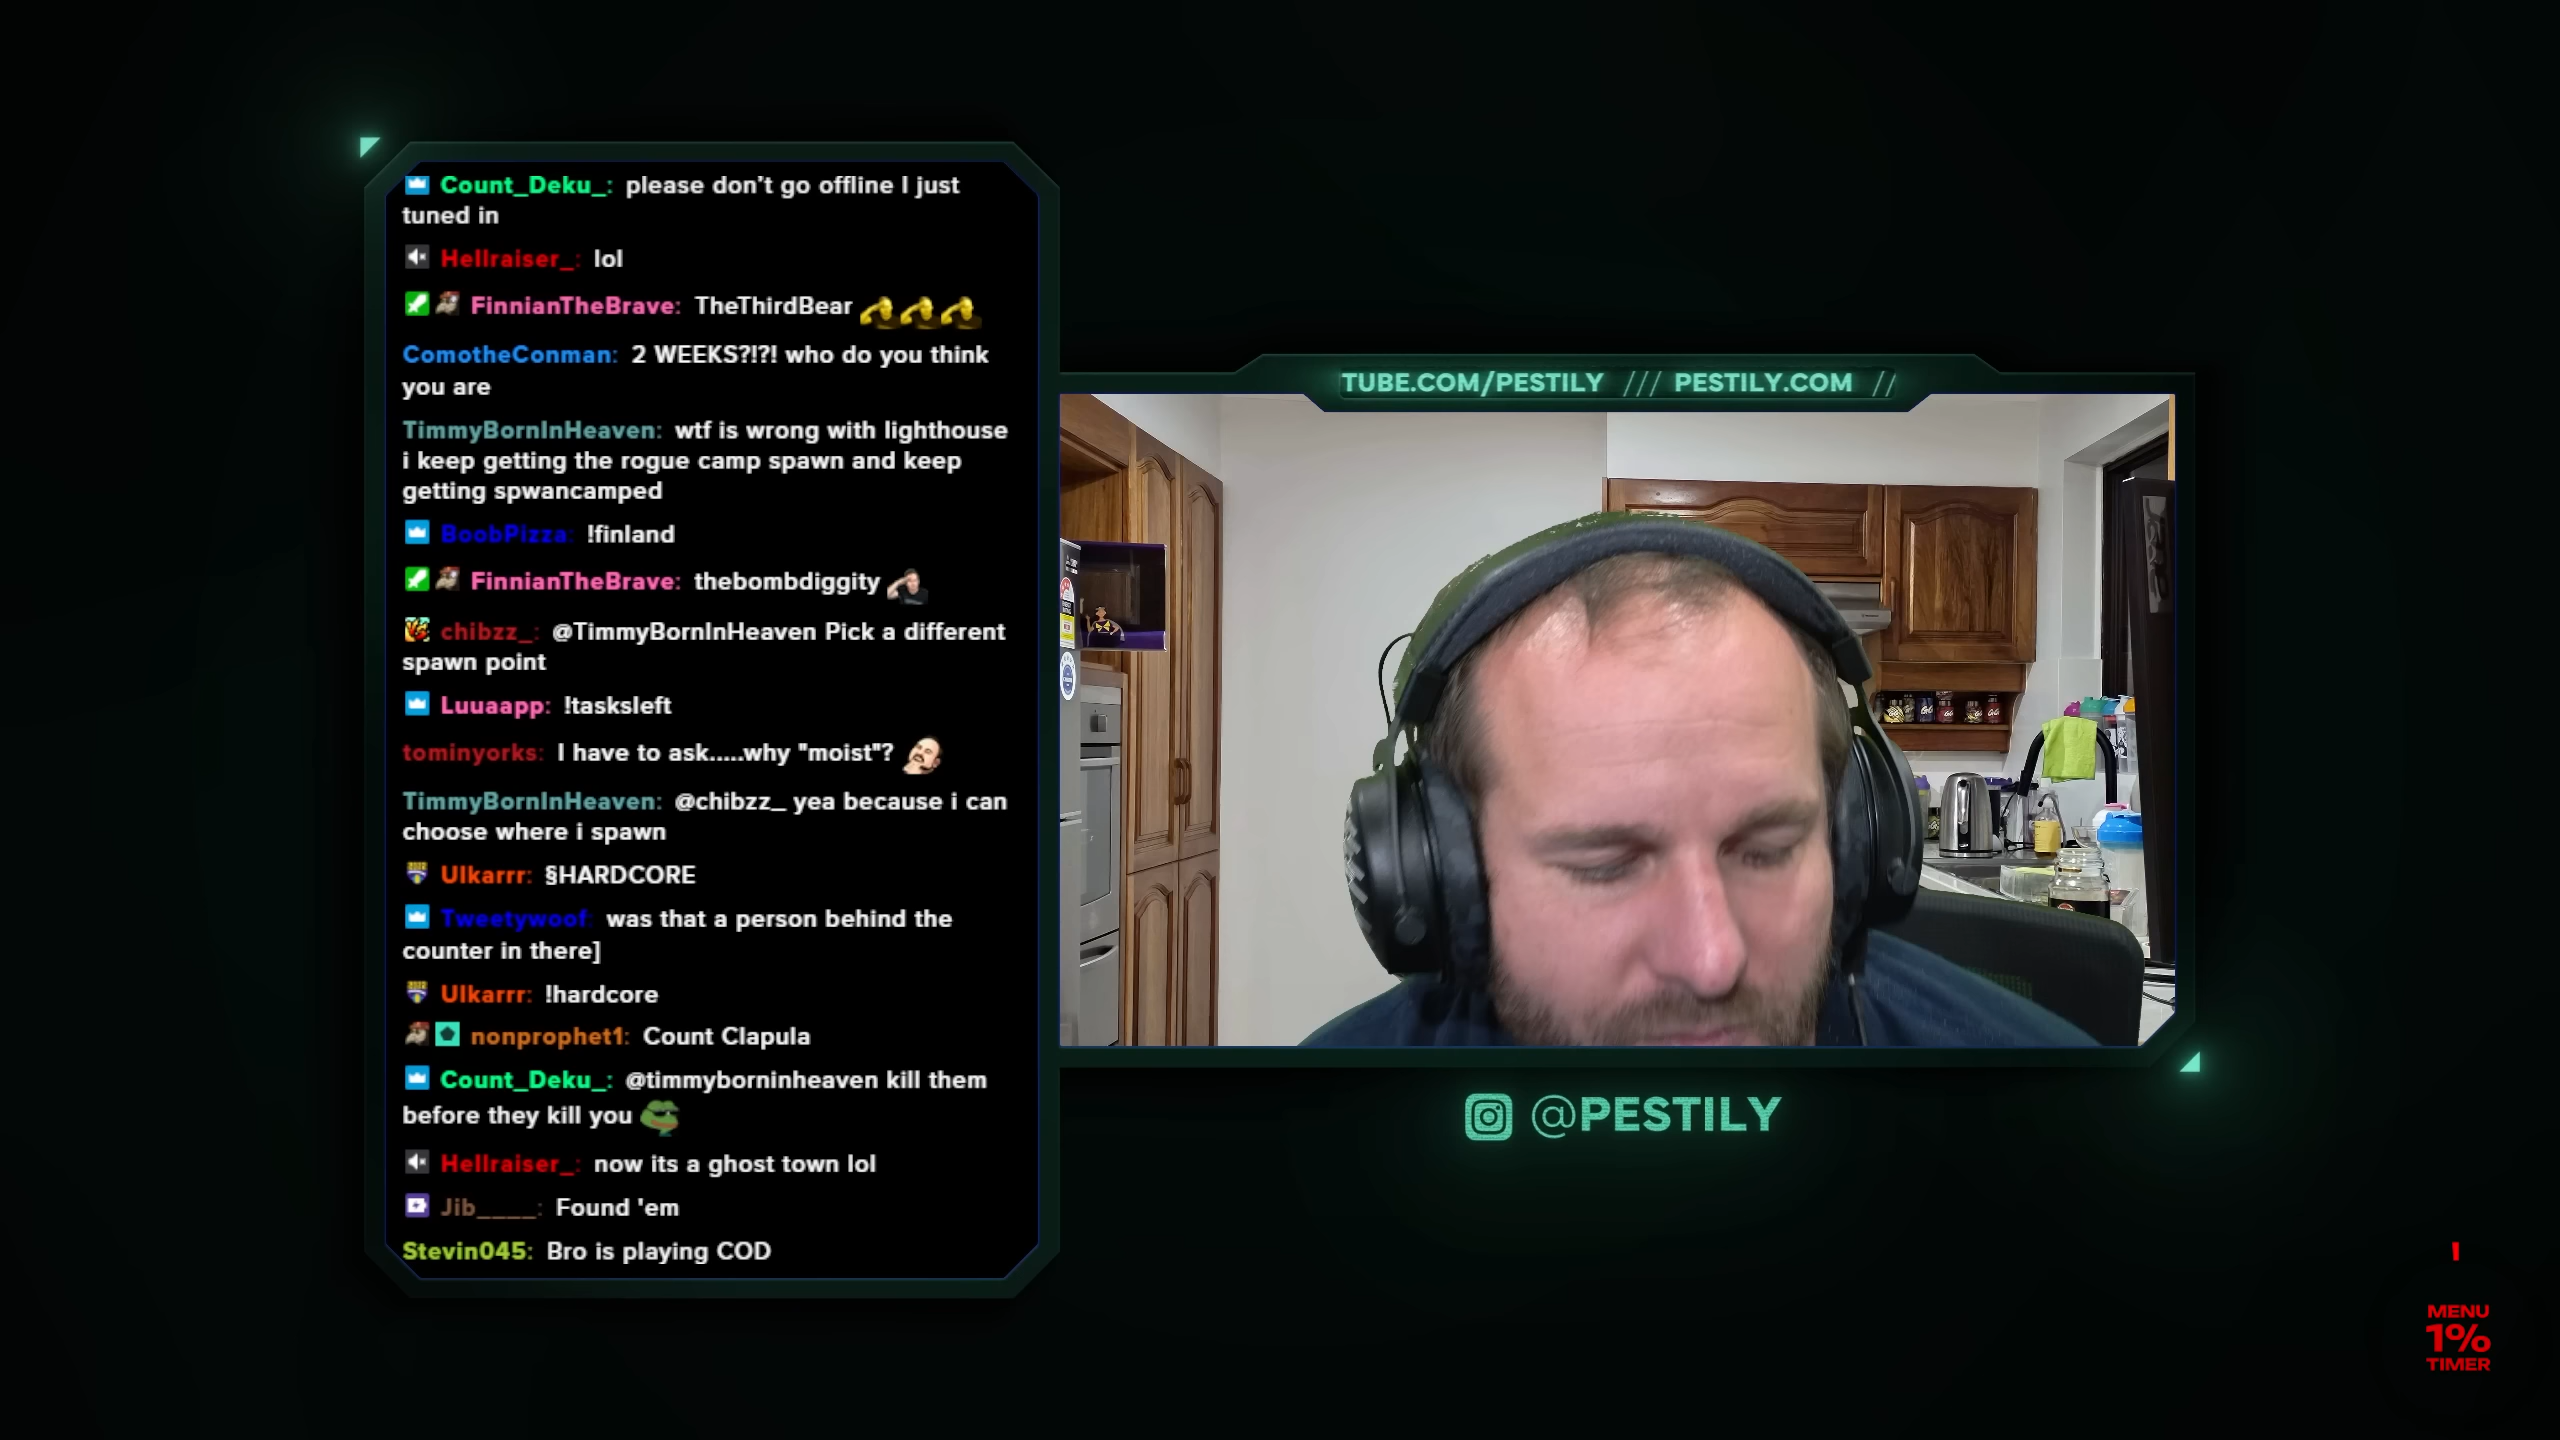 Count_Deku_: please don't go offline I just
tuned in
Hellraiser_: lol
FinnianTheBrave: TheThirdBear
ComotheConman: 2 WEEKS?!?! who do you think
you are
TimmyBornInHeaven: wtf is wrong with lighthouse
i keep getting the rogue camp spawn and keep
getting spwancamped
BoobPizza: !finland
FinnianTheBrave: thebombdiggity
chibzz_: @TimmyBornInHeaven Pick a different
spawn point
Luuaapp: !tasksleft
tominyorks: I have to ask.....why "moist"?
TimmyBornInHeaven: @chibzz_ yea because i can
choose where i spawn
Ulkarrr: §HARDCORE
Tweetywoof: was that a person behind the
counter in there]
Ulkarrr: !hardcore
nonprophet1: Count Clapula
Count_Deku_: @timmyborninheaven kill them
before they kill you
Hellraiser_: now its a ghost town lol
Jib____: Found 'em
Stevin045: Bro is playing COD
TUBE.COM/PESTILY /// PESTILY.COM //
@PESTILY
MENU
1%
TIMER